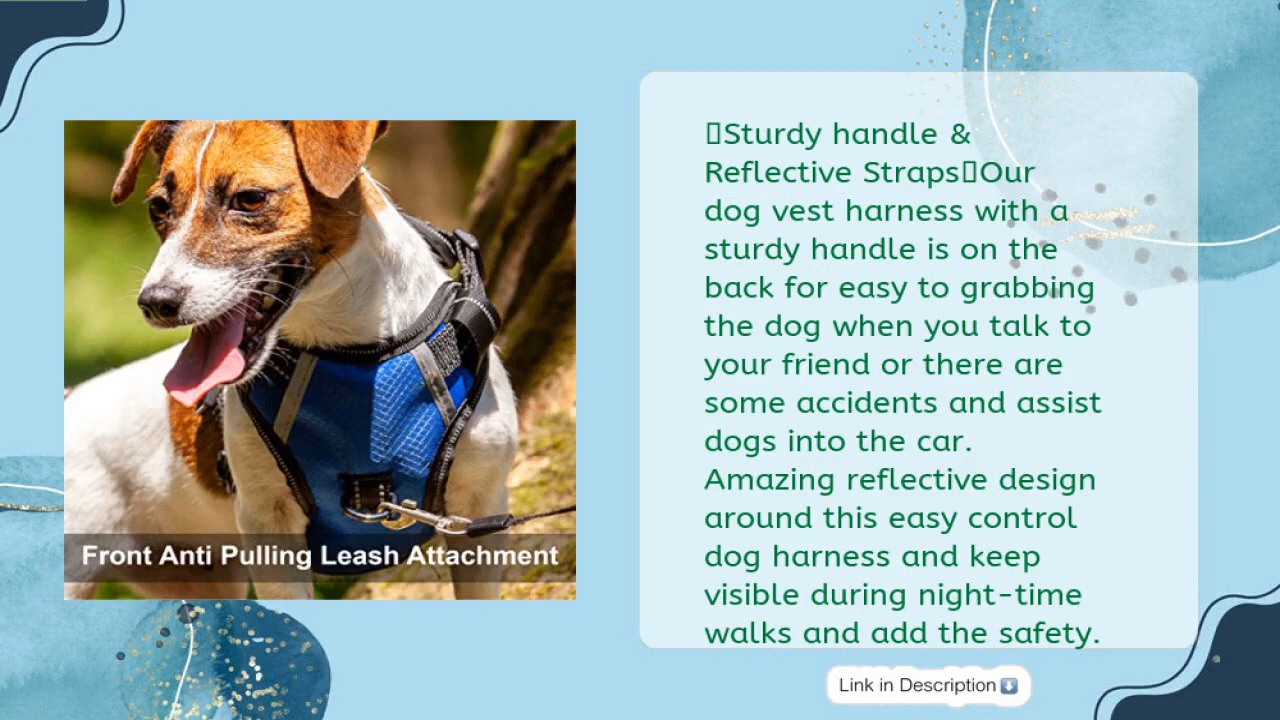 Sturdy handle &
Reflective Straps Our
dog vest harness with a
sturdy handle is on the
back for easy to grabbing
the dog when you talk to
your friend or there are
some accidents and assist
dogs into the car.
Amazing reflective design
around this easy control
dog harness and keep
visible during night-time
walks and add the safety.
Front Anti Pulling Leash Attachment
Link in Description⬇️